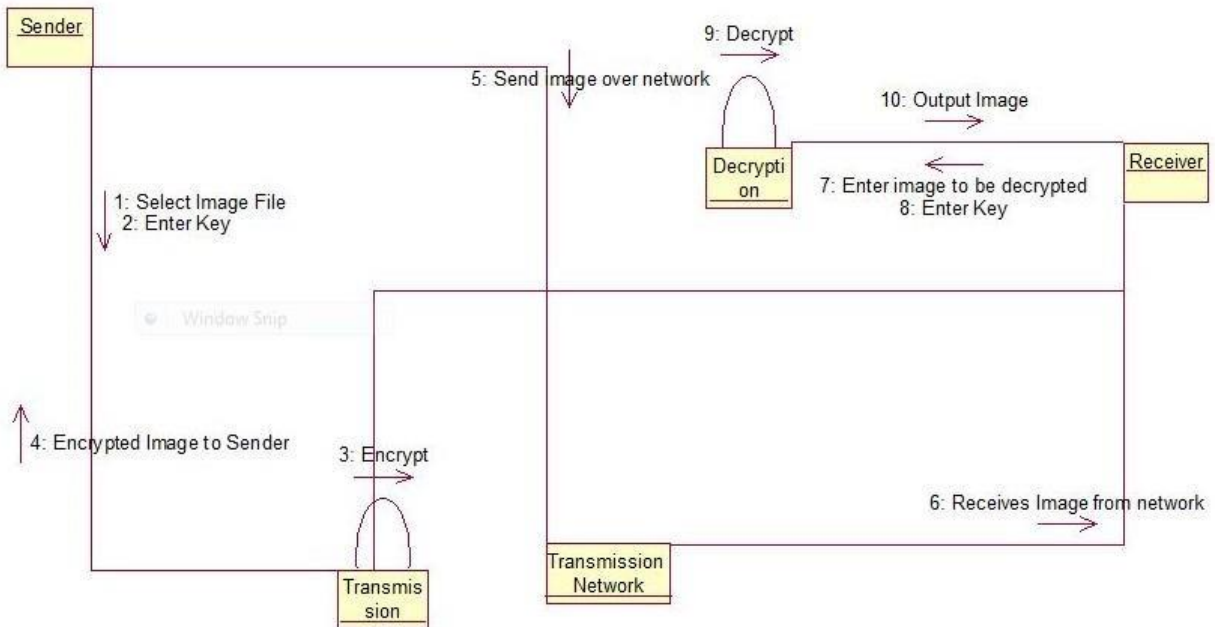 Sender
9: Decrypt
5: Send Image over network
10: Output Image
Decrypti
on
Receiver
7: Enter image to be decrypted
8: Enter Key
1: Select Image File
2: Enter Key
Window Snip
4: Encrypted Image to Sender
3: Encrypt
6: Receives Image from network
Transmission
Network
Transmis
sion